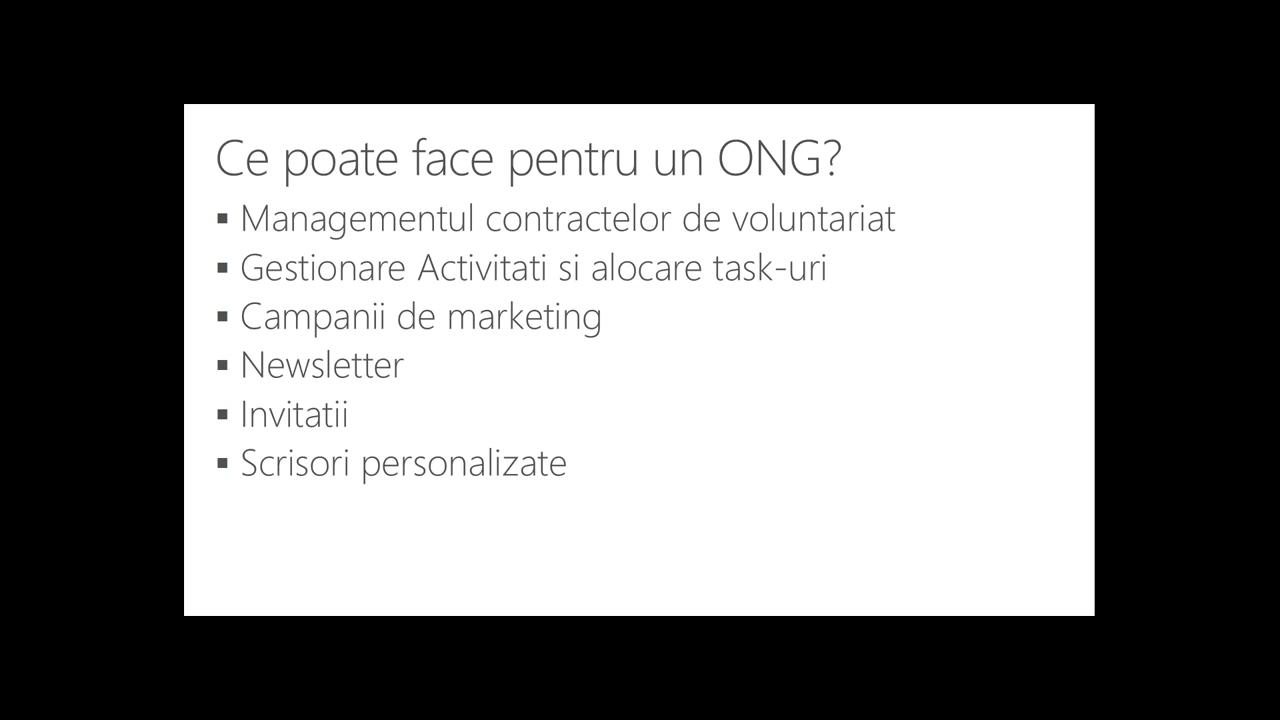 Ce poate face pentru un ONG?
▪ Managementul contractelor de voluntariat
▪ Gestionare Activitati si alocare task-uri
▪ Campanii de marketing
▪ Newsletter
▪ Invitatii
▪ Scrisori personalizate